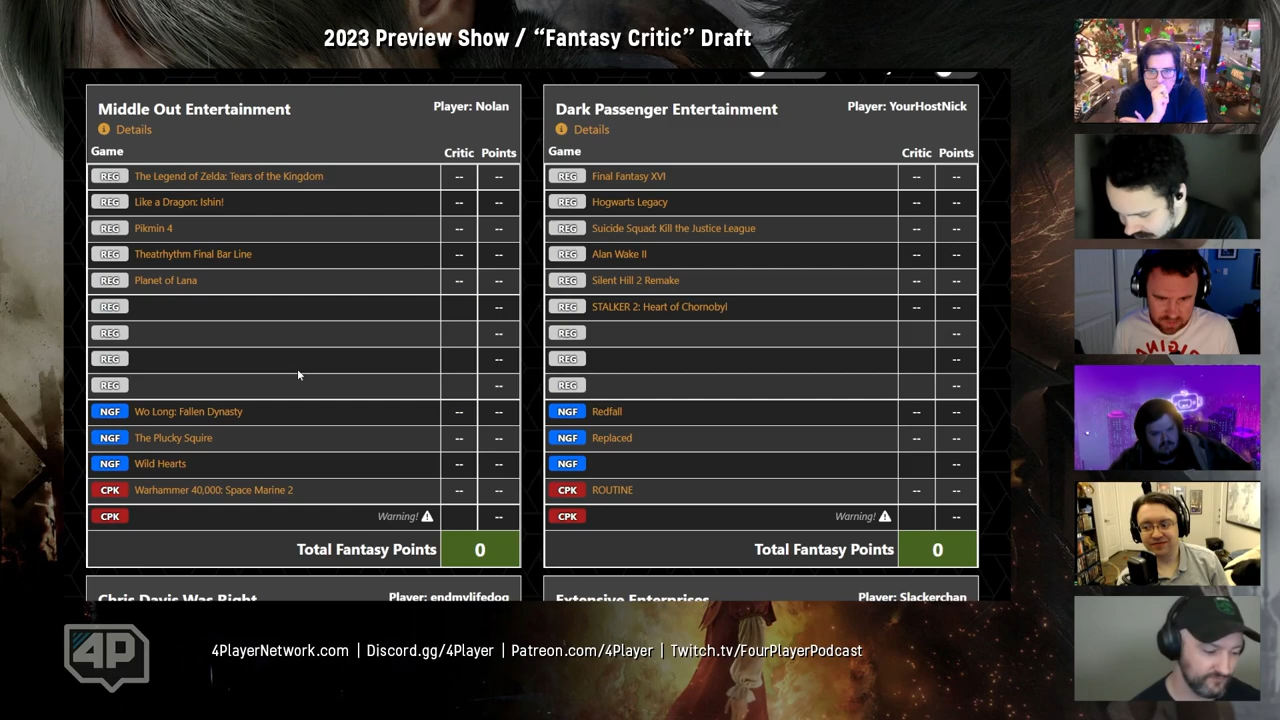 2023 Preview Show / “Fantasy Critic” Draft
Middle Out Entertainment
Player: Nolan
Details
Game Critic Points
REG The Legend of Zelda: Tears of the Kingdom -- --
REG Like a Dragon: Ishin! -- --
REG Pikmin 4 -- --
REG Theatrhythm Final Bar Line -- --
REG Planet of Lana -- --
REG --
REG --
REG --
REG --
NGF Wo Long: Fallen Dynasty -- --
NGF The Plucky Squire -- --
NGF Wild Hearts -- --
CPK Warhammer 40,000: Space Marine 2 -- --
CPK Warning! --
Total Fantasy Points 0
Dark Passenger Entertainment
Player: YourHostNick
Details
Game Critic Points
REG Final Fantasy XVI -- --
REG Hogwarts Legacy -- --
REG Suicide Squad: Kill the Justice League -- --
REG Alan Wake II -- --
REG Silent Hill 2 Remake -- --
REG STALKER 2: Heart of Chornobyl -- --
REG --
REG --
REG --
NGF Redfall -- --
NGF Replaced -- --
NGF --
CPK ROUTINE -- --
CPK Warning! --
Total Fantasy Points 0
Chris Davis Was Right
Player: endmylifedog
Extensive Enterprises
Player: Slackerchan
4P
4PlayerNetwork.com | Discord.gg/4Player | Patreon.com/4Player | Twitch.tv/FourPlayerPodcast